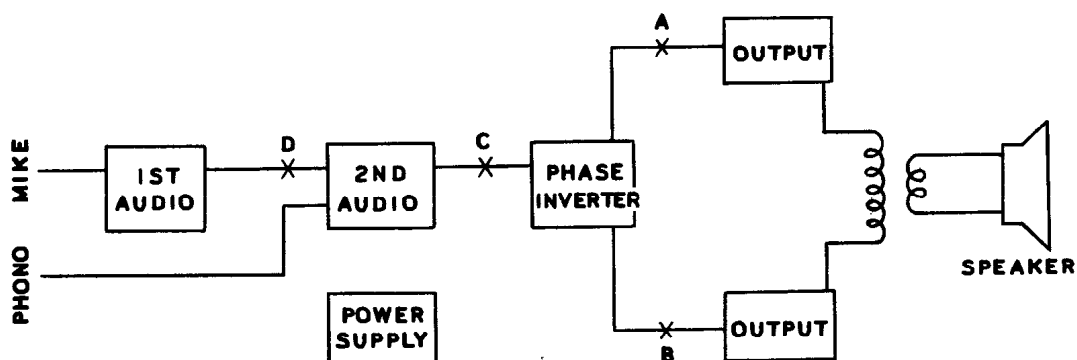 A
OUTPUT
MIKE
D
C
1ST
AUDIO
2ND
AUDIO
PHASE
INVERTER
PHONO
SPEAKER
POWER
SUPPLY
OUTPUT
B